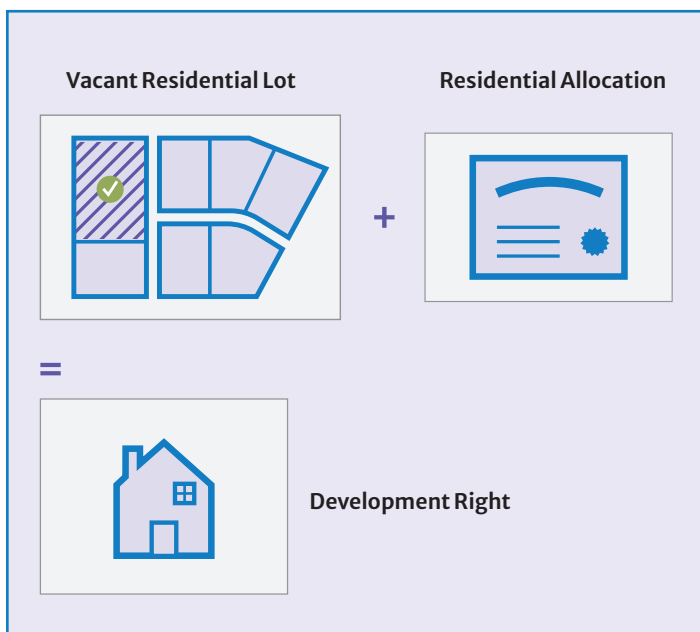 Vacant Residential Lot
Residential Allocation
+
=
Development Right